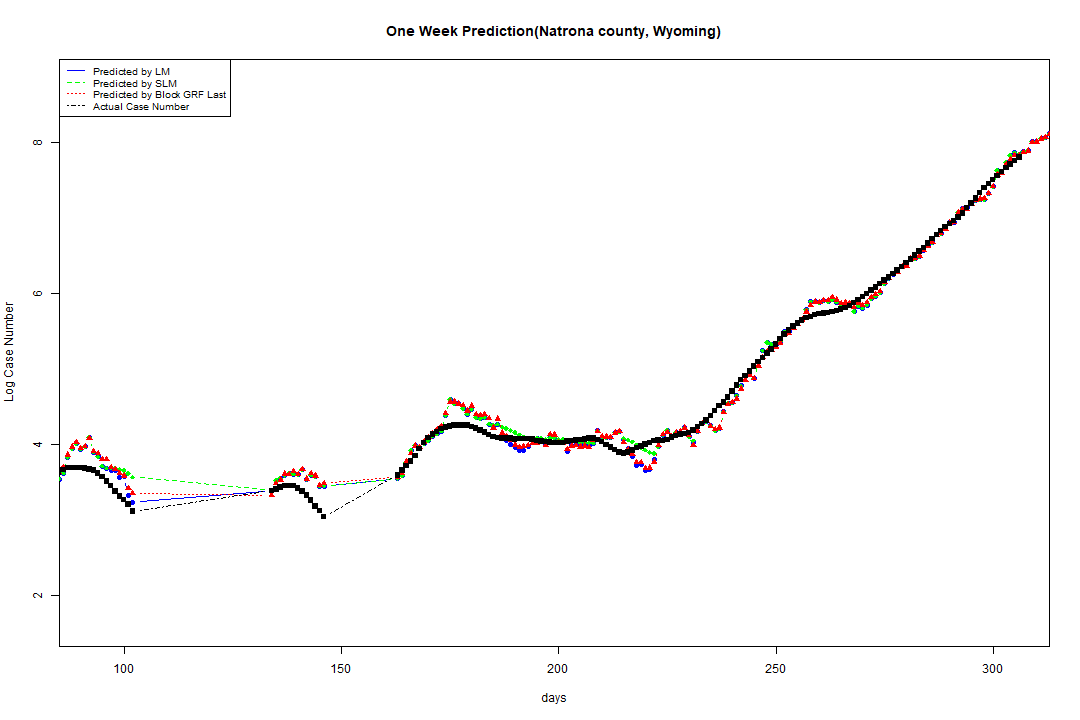 One Week Prediction(Natrona county, Wyoming)
Predicted by LM
Predicted by SLM
Predicted by Block GRF Last
Actual Case Number
8
6
4
2
Log Case Number
100 150 200 250 300
days